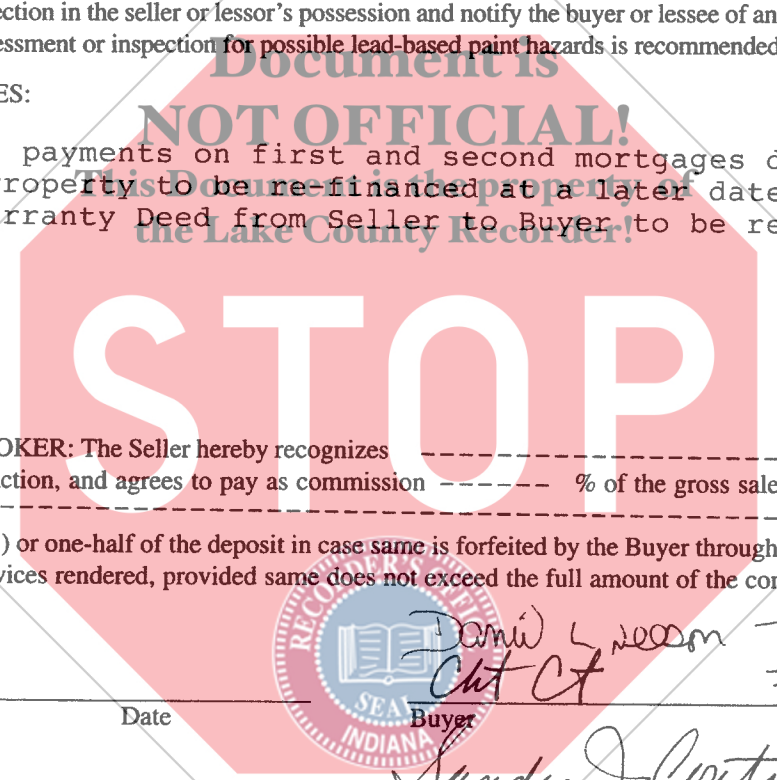 ection in the seller or lessor's possession and notify the buyer or lessee of an
essment or inspection for possible lead-based paint hazards is recommended
Document is
ES:
NOT OFFICIAL!
payments on first and second mortgages d
roperty to be re-financed at a later date
This Document is the property of
rranty Deed from Seller to Buyer to be re
the Lake County Recorder!
STOP
OKER: The Seller hereby recognizes ________________
ction, and agrees to pay as commission ------ % of the gross sale
) or one-half of the deposit in case same is forfeited by the Buyer through
vices rendered, provided same does not exceed the full amount of the con
RECORDER'S OFFICE
SEAL
INDIANA
Date
Buyer